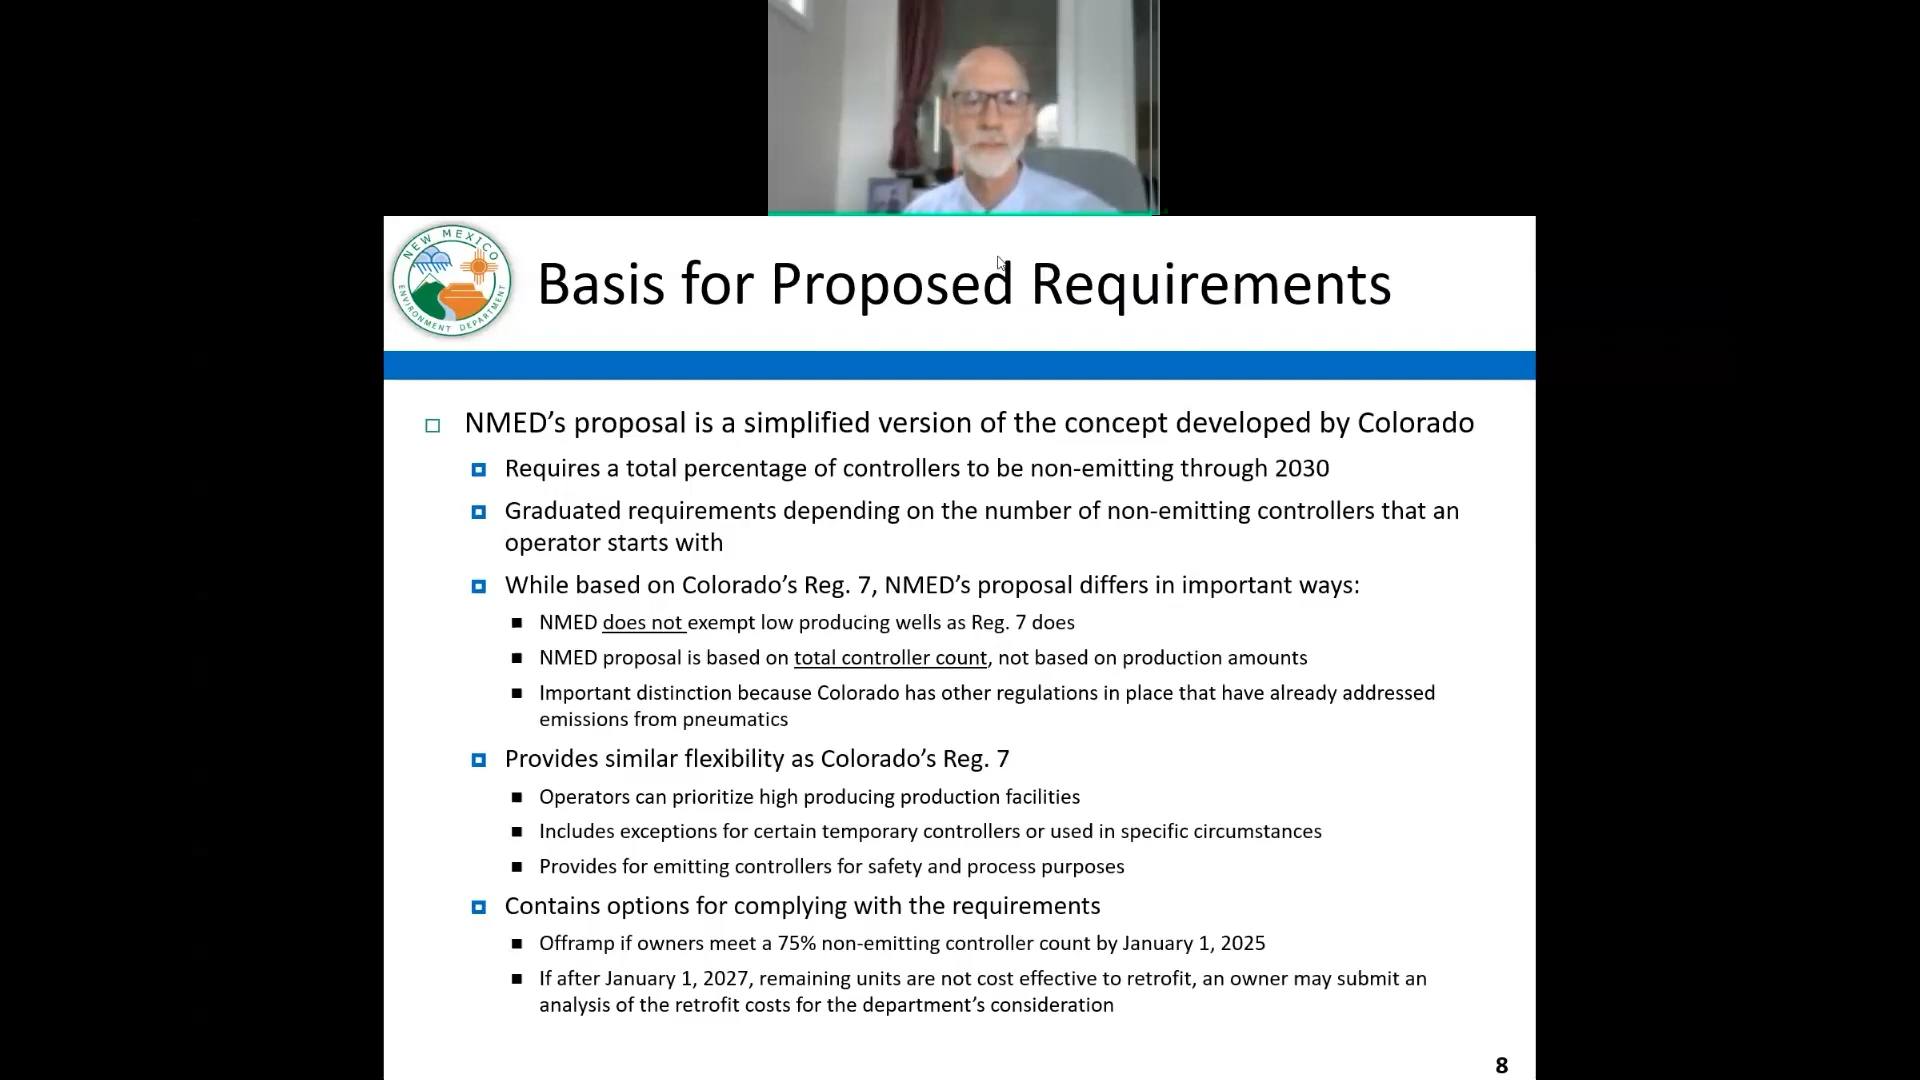 NEW MEXICO
ENVIRONMENT DEPARTMENT
Basis for Proposed Requirements
NMED’s proposal is a simplified version of the concept developed by Colorado
Requires a total percentage of controllers to be non-emitting through 2030
Graduated requirements depending on the number of non-emitting controllers that an
operator starts with
While based on Colorado’s Reg. 7, NMED’s proposal differs in important ways:
NMED does not exempt low producing wells as Reg. 7 does
NMED proposal is based on total controller count, not based on production amounts
Important distinction because Colorado has other regulations in place that have already addressed
emissions from pneumatics
Provides similar flexibility as Colorado’s Reg. 7
Operators can prioritize high producing production facilities
Includes exceptions for certain temporary controllers or used in specific circumstances
Provides for emitting controllers for safety and process purposes
Contains options for complying with the requirements
Offramp if owners meet a 75% non-emitting controller count by January 1, 2025
If after January 1, 2027, remaining units are not cost effective to retrofit, an owner may submit an
analysis of the retrofit costs for the department’s consideration
8